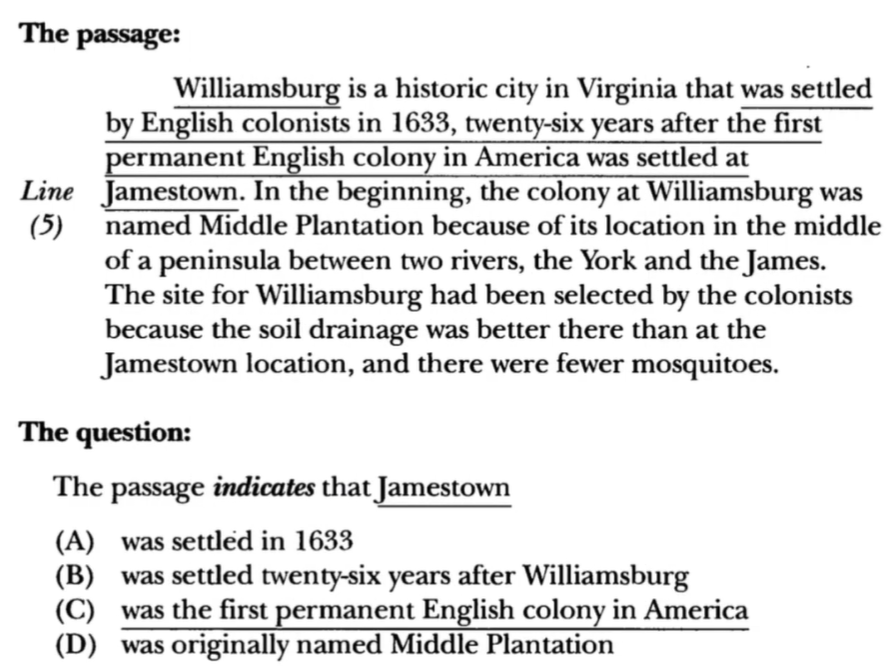 The passage:
Williamsburg is a historic city in Virginia that was settled
by English colonists in 1633, twenty-six years after the first
permanent English colony in America was settled at
Line Jamestown. In the beginning, the colony at Williamsburg was
(5) named Middle Plantation because of its location in the middle
of a peninsula between two rivers, the York and the James.
The site for Williamsburg had been selected by the colonists
because the soil drainage was better there than at the
Jamestown location, and there were fewer mosquitoes.
The question:
The passage indicates that Jamestown
(A) was settled in 1633
(B) was settled twenty-six years after Williamsburg
(C) was the first permanent English colony in America
(D) was originally named Middle Plantation